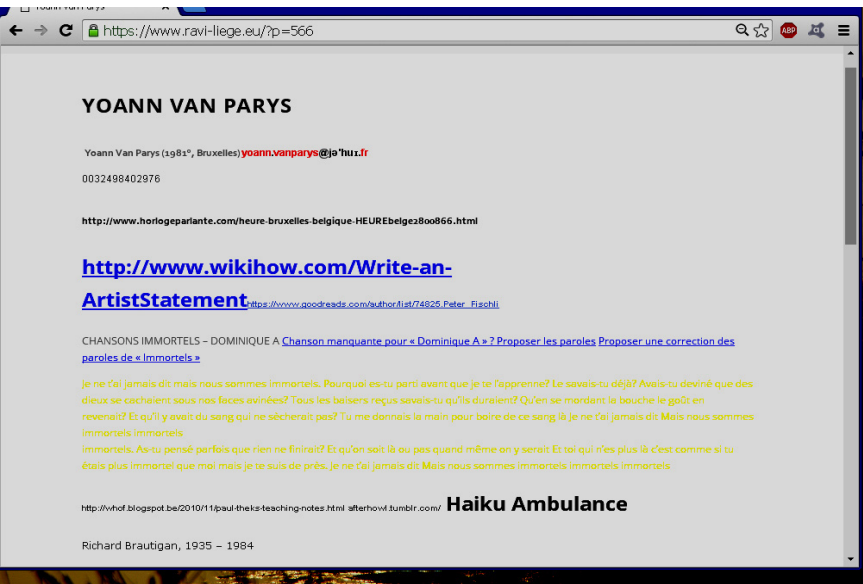 Yoann Van Parys
https://www.ravi-liege.eu/?p=566
ABP
YOANN VAN PARYS
Yoann Van Parys (1981°, Bruxelles) yoann.vanparys@jə'huɪ.fr
0032498402976
http://www.horlogeparlante.com/heure-bruxelles-belgique-HEUREbelge2800866.html
http://www.wikihow.com/Write-an-
ArtistStatementhttps://www.goodreads.com/author/list/74825.Peter_Fischli
CHANSONS IMMORTELS – DOMINIQUE A Chanson manquante pour « Dominique A » ? Proposer les paroles Proposer une correction des
paroles de « Immortels »
Je ne t'ai jamais dit mais nous sommes immortels. Pourquoi es-tu parti avant que je te l'apprenne? Le savais-tu déjà? Avais-tu deviné que des
dieux se cachaient sous nos faces avinées? Tous les baisers reçus savais-tu qu'ils duraient? Qu'en se mordant la bouche le goût en
revenait? Et qu'il y avait du sang qui ne sècherait pas? Tu me donnais la main pour boire de ce sang là Je ne t'ai jamais dit Mais nous sommes
immortels immortels
Immortels. As-tu pensé parfois que rien ne finirait? Et qu'on soit là ou pas quand même on y serait Et toi qui n'es plus là c'est comme si tu
étais plus immortel que moi mais je te suis de près. Je ne t'ai jamais dit Mais nous sommes Immortels Immortels Immortels
http://whof.blogspot.be/2010/11/paul-theks-teaching-notes.html afterhowl.tumblr.com/ Haiku Ambulance
Richard Brautigan, 1935 – 1984